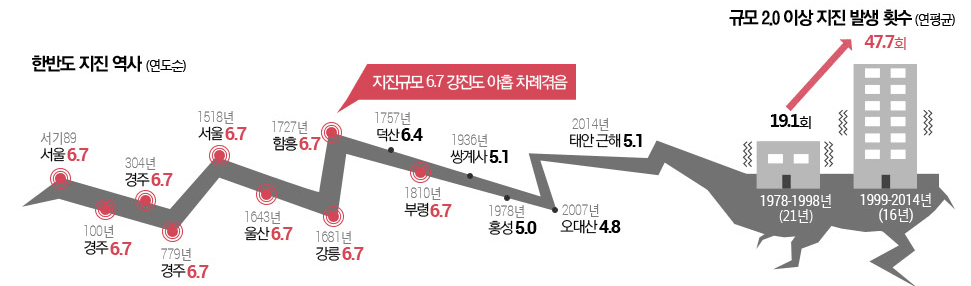 한반도 지진 역사 (연도순)
지진규모 6.7 강진도 아홉 차례겪음
서기89
서울 6.7
100년
경주 6.7
304년
경주 6.7
779년
경주 6.7
1518년
서울 6.7
1643년
울산 6.7
1681년
강릉 6.7
1727년
함흥 6.7
1757년
덕산 6.4
1810년
부령 6.7
1936년
쌍계사 5.1
1978년
홍성 5.0
2007년
오대산 4.8
2014년
태안 근해 5.1
규모 2.0 이상 지진 발생 횟수 (연평균)
47.7회
19.1회
1978-1998년
(21년)
1999-2014년
(16년)